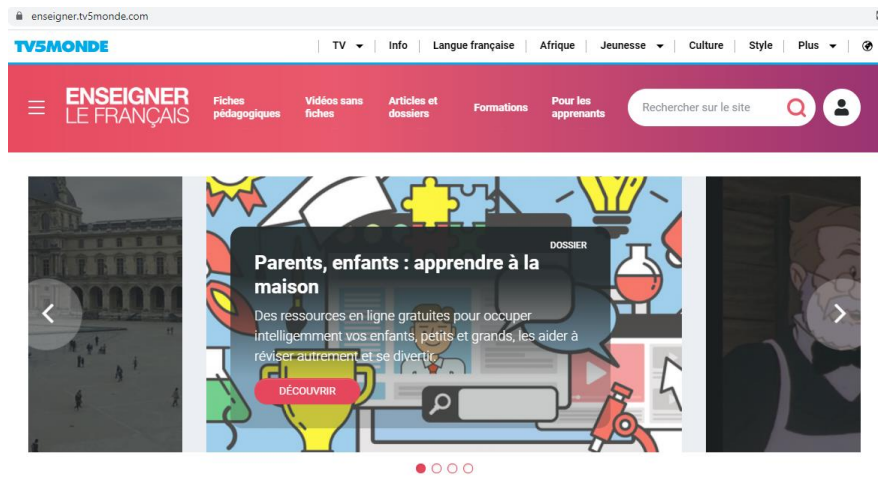 enseigner.tv5monde.com
TV5MONDE
TV
Info
Langue française
Afrique
Jeunesse
Culture
Style
Plus
ENSEIGNER
LE FRANÇAIS
Fiches
pédagogiques
Vidéos sans
fiches
Articles et
dossiers
Formations
Pour les
apprenants
Rechercher sur le site
DOSSIER
Parents, enfants : apprendre à la
maison
Des ressources en ligne gratuites pour occuper
intelligemment vos enfants, petits et grands, les aider à
réviser autrement et se divertir.
DÉCOUVRIR